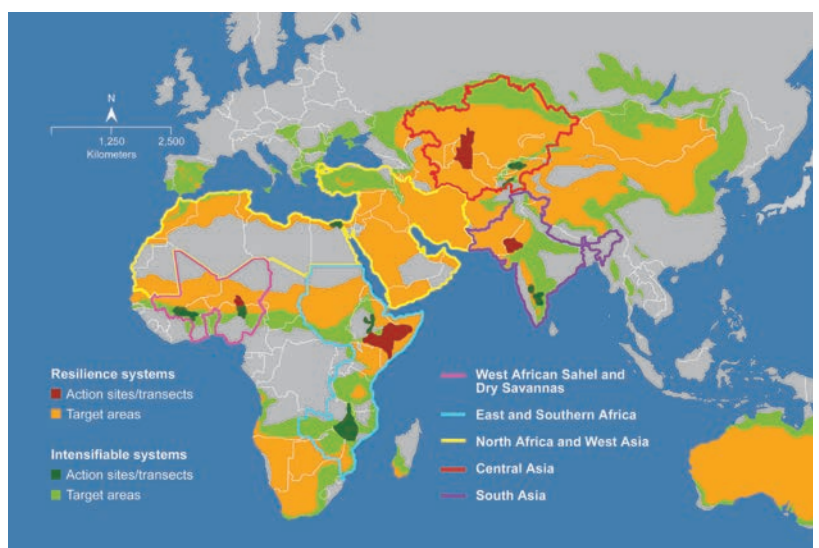 N
1,250
2,500
Kilometers
Resilience systems
Action sites/transects
Target areas
Intensifiable systems
Action sites/transects
Target areas
West African Sahel and
Dry Savannas
East and Southern Africa
North Africa and West Asia
Central Asia
South Asia